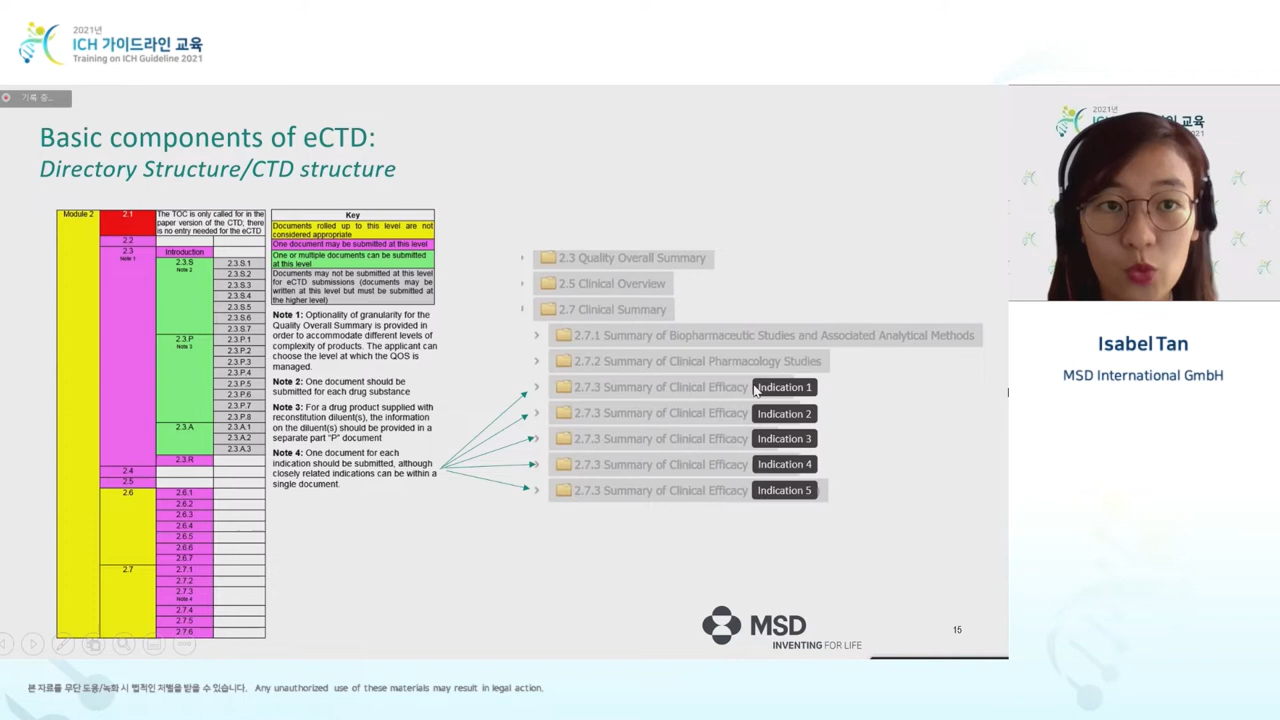 2021년
ICH 가이드라인 교육
Training on ICH Guideline 2021
기록 중...
Basic components of eCTD:
Directory Structure/CTD structure
Module 2
2.1
The TOC is only called for in the
paper version of the CTD; there
is no entry needed for the eCTD
2.2
2.3
Note 1
Introduction
2.3.S
Note 2
2.3.S.1
2.3.S.2
2.3.S.3
2.3.S.4
2.3.S.5
2.3.S.6
2.3.S.7
2.3.P
Note 3
2.3.P.1
2.3.P.2
2.3.P.3
2.3.P.4
2.3.P.5
2.3.P.6
2.3.P.7
2.3.P.8
2.3.A
2.3.A.1
2.3.A.2
2.3.A.3
2.3.R
2.4
2.5
2.6
2.6.1
2.6.2
2.6.3
2.6.4
2.6.5
2.6.6
2.6.7
2.7
2.7.1
2.7.2
2.7.3
Note 4
2.7.4
2.7.5
2.7.6
Key
Documents rolled up to this level are not
considered appropriate
One document may be submitted at this level
One or multiple documents can be submitted
at this level
Documents may not be submitted at this level
for eCTD submissions (documents may be
written at this level but must be submitted at
the higher level)
Note 1: Optionality of granularity for the
Quality Overall Summary is provided in
order to accommodate different levels of
complexity of products. The applicant can
choose the level at which the QOS is
managed.
Note 2: One document should be
submitted for each drug substance
Note 3: For a drug product supplied with
reconstitution diluent(s), the information
on the diluent(s) should be provided in a
separate part "P" document
Note 4: One document for each
indication should be submitted, although
closely related indications can be within a
single document.
2.3 Quality Overall Summary
2.5 Clinical Overview
2.7 Clinical Summary
2.7.1 Summary of Biopharmaceutic Studies and Associated Analytical Methods
2.7.2 Summary of Clinical Pharmacology Studies
2.7.3 Summary of Clinical Efficacy Indication 1
2.7.3 Summary of Clinical Efficacy Indication 2
2.7.3 Summary of Clinical Efficacy Indication 3
2.7.3 Summary of Clinical Efficacy Indication 4
2.7.3 Summary of Clinical Efficacy Indication 5
MSD
INVENTING FOR LIFE
15
2021년
Isabel Tan
MSD International GmbH
본 자료를 무단 도용/녹화 시 법적인 처벌을 받을 수 있습니다. Any unauthorized use of these materials may result in legal action.